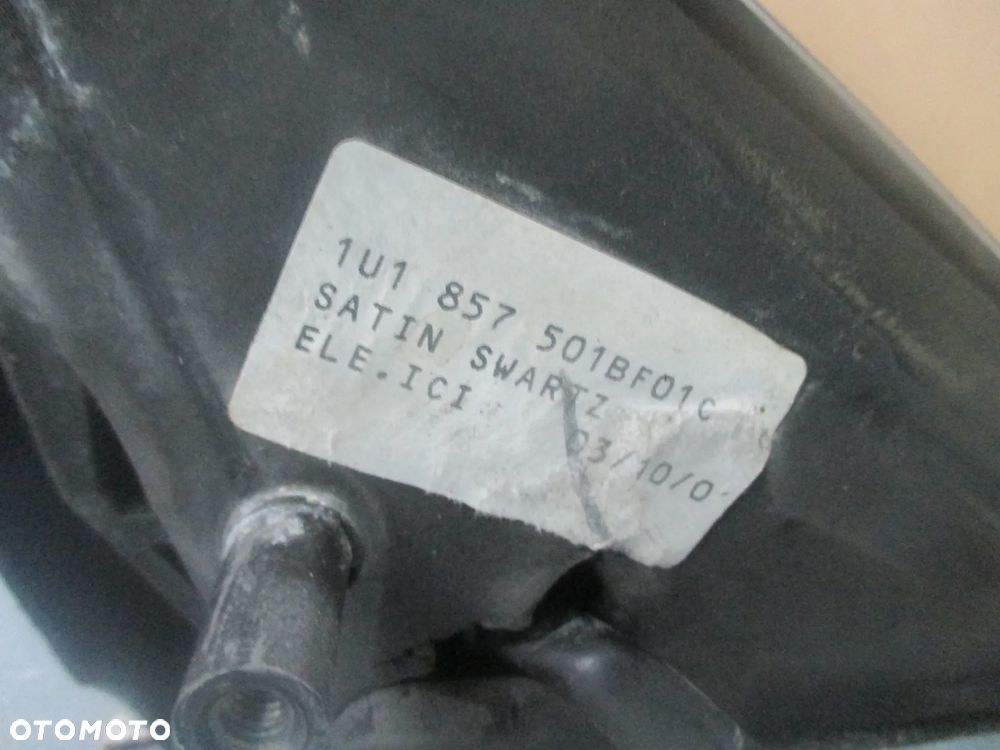 1U1 857 501BF01C
SATIN SWARTZ
ELE.ICI 03/10/0
OTOMOTO